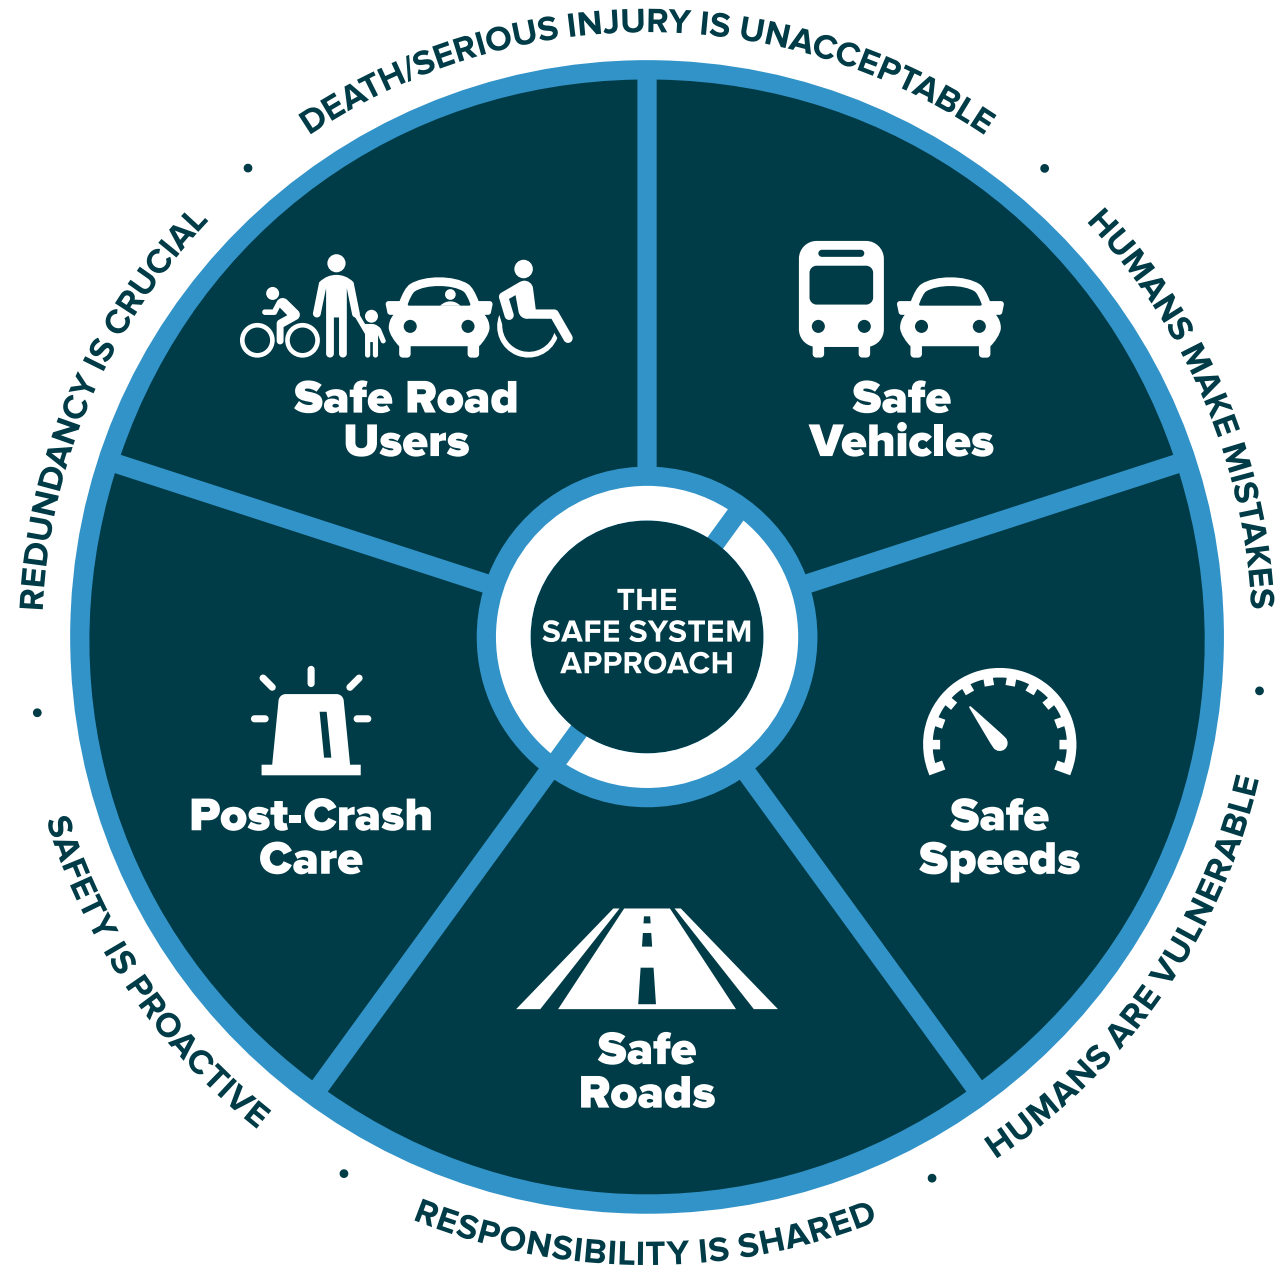 DEATH/SERIOUS INJURY IS UNACCEPTABLE
HUMANS MAKE MISTAKES
HUMANS ARE VULNERABLE
RESPONSIBILITY IS SHARED
SAFETY IS PROACTIVE
REDUNDANCY IS CRUCIAL
Safe Road
Users
Safe
Vehicles
THE
SAFE SYSTEM
APPROACH
Safe
Speeds
Safe
Roads
Post-Crash
Care